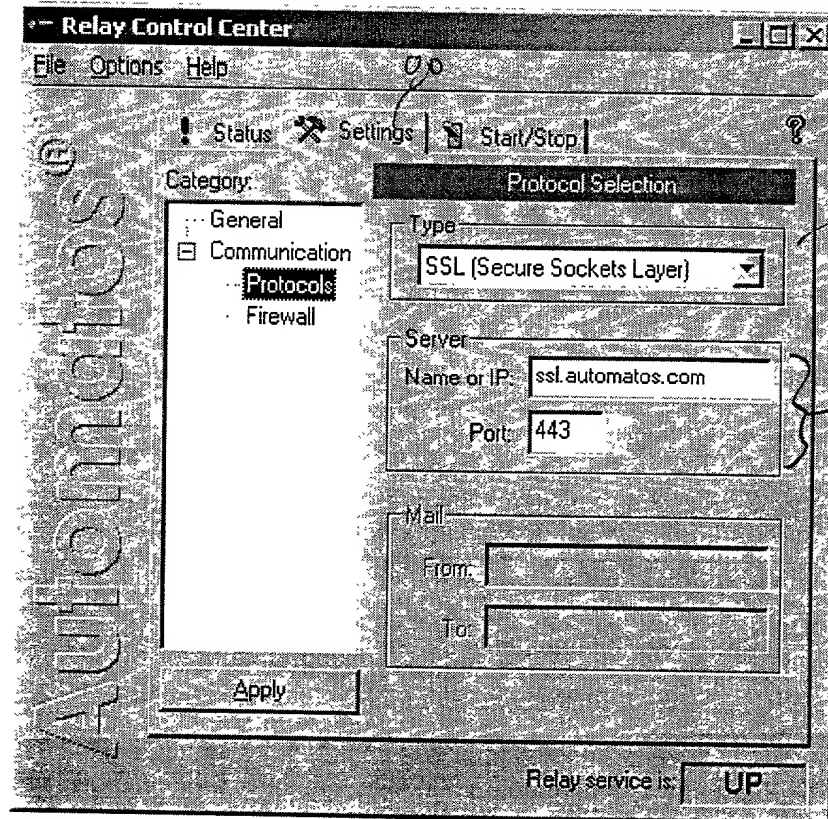 Relay Control Center
File Options Help
Status Settings Start/Stop ?
Category:
General
Communication
Protocols
Firewall
Protocol Selection
Type
SSL (Secure Sockets Layer)
Server
Name or IP: ssl.automatos.com
Port: 443
Mail
From:
To:
Apply
Relay service is: UP
Automatos®